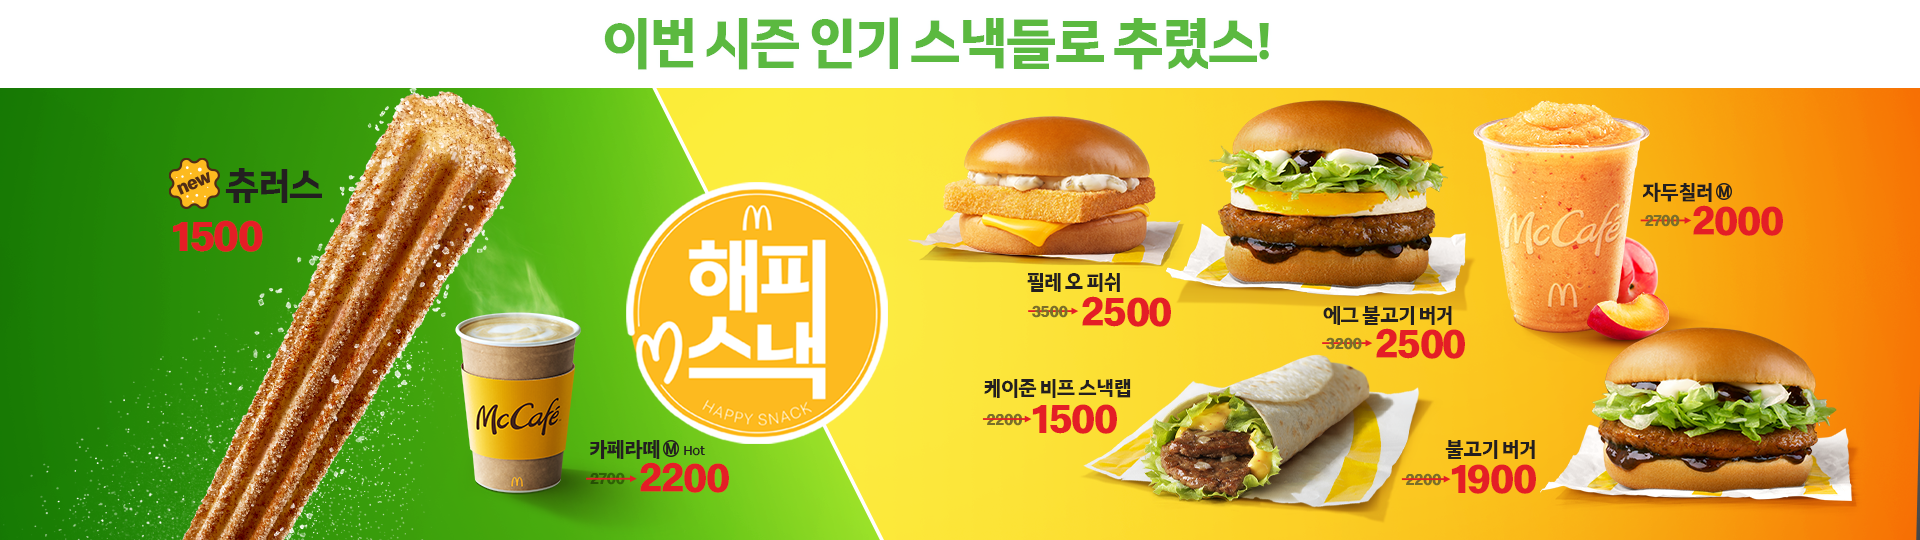 이번 시즌 인기 스낵들로 추렸스!
new 츄러스
1500
McCafé
카페라떼 Ⓜ Hot
2700 2200
해피
스낵
HAPPY SNACK
필레 오 피쉬
3500 2500
에그 불고기 버거
3200 2500
McCafé
자두칠러 Ⓜ
2700 2000
케이준 비프 스낵랩
2200 1500
불고기 버거
2200 1900